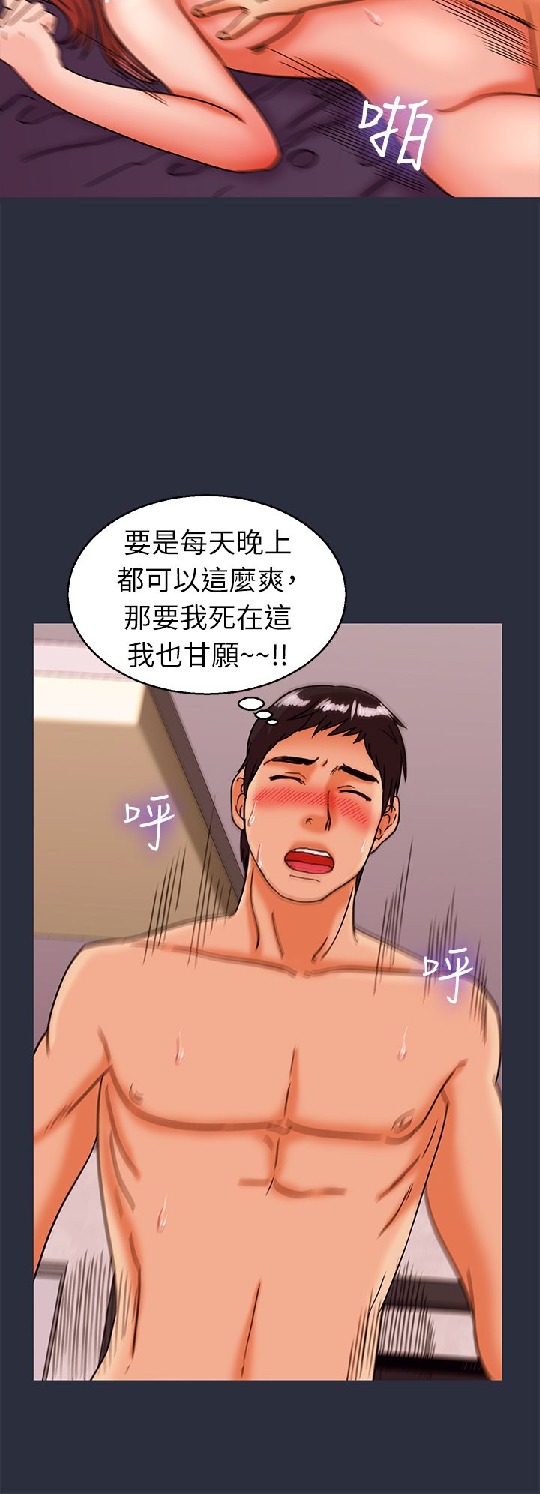 啪
要是每天晚上
都可以這麼爽，
那要我死在這
我也甘願~~!!
呼
呼